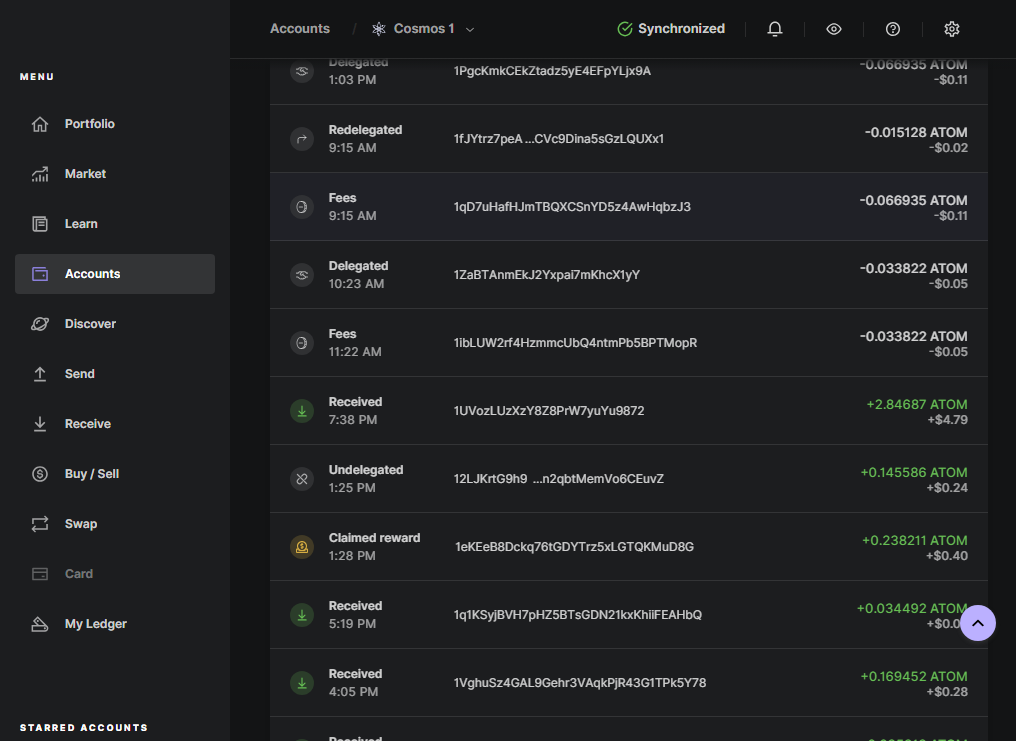 Accounts / Cosmos 1 Synchronized
MENU
Portfolio
Market
Learn
Accounts
Discover
Send
Receive
Buy / Sell
Swap
Card
My Ledger
STARRED ACCOUNTS
Delegated
1:03 PM
1PgcKmkCEkZtadz5yE4EFpYLjx9A
-0.066935 ATOM
-$0.11
Redelegated
9:15 AM
1fJYtrz7peA...CVc9Dina5sGzLQUXx1
-0.015128 ATOM
-$0.02
Fees
9:15 AM
1qD7uHafHJmTBQXCSnYD5z4AwHqbzJ3
-0.066935 ATOM
-$0.11
Delegated
10:23 AM
1ZaBTAnmEkJ2Yxpai7mKhcX1yY
-0.033822 ATOM
-$0.05
Fees
11:22 AM
1ibLUW2rf4HzmmcUbQ4ntmPb5BPTMopR
-0.033822 ATOM
-$0.05
Received
7:38 PM
1UVozLUzXzY8Z8PrW7yuYu9872
+2.84687 ATOM
+$4.79
Undelegated
1:25 PM
12LJKrtG9h9 ...n2qbtMemVo6CEuvZ
+0.145586 ATOM
+$0.24
Claimed reward
1:28 PM
1eKEeB8Dckq76tGDYTrz5xLGTQKMuD8G
+0.238211 ATOM
+$0.40
Received
5:19 PM
1q1KSyjBVH7pHZ5BTsGDN21kxKhiiFEAHbQ
+0.034492 ATOM
+$0.0
Received
4:05 PM
1VghuSz4GAL9Gehr3VAqkPjR43G1TPk5Y78
+0.169452 ATOM
+$0.28
Received